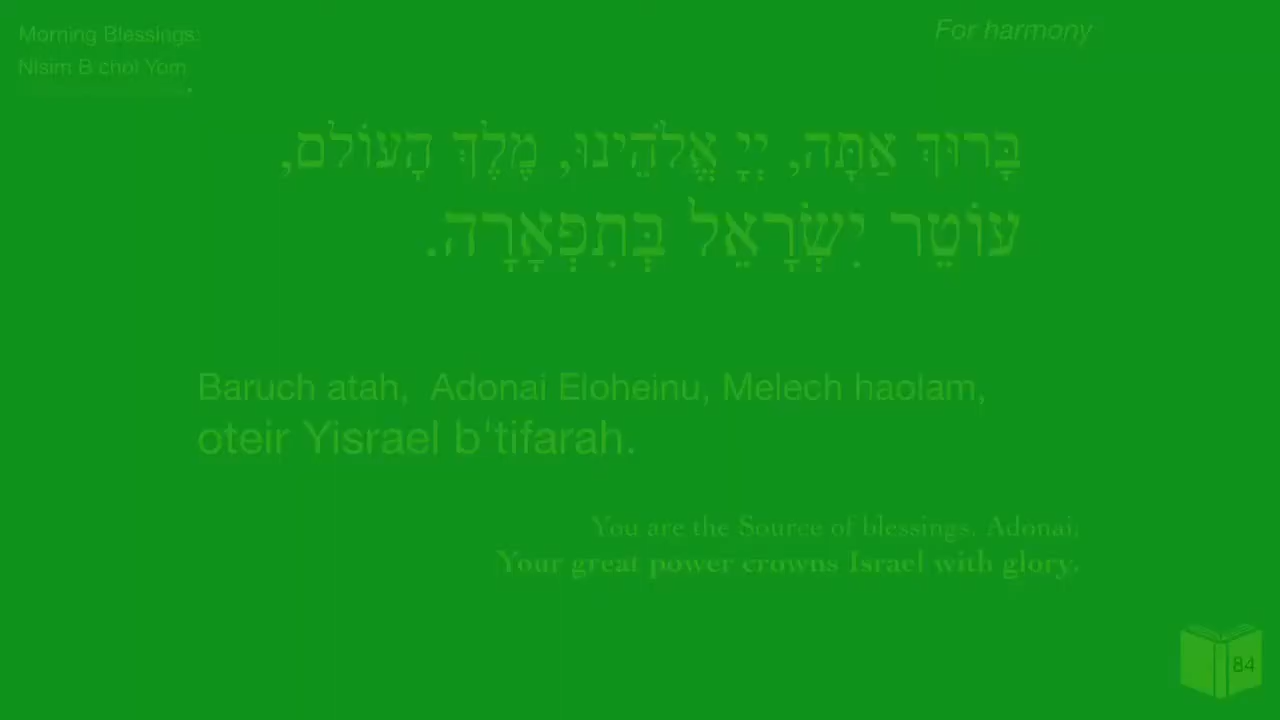 Morning Blessings:
NIsim B chol Yom
For harmony
בָּרוּךְ אַתָּה, יְיָ אֱלֹהֵינוּ, מֶלֶךְ הָעוֹלם,
עוֹטֵר יִשְׂרָאֵל בְּתִפְאָרָה.
Baruch atah, Adonai Eloheinu, Melech haolam,
oteir Yisrael b'tifarah.
You are the Source of blessings, Adonai.
Your great power crowns Israel with glory.
84